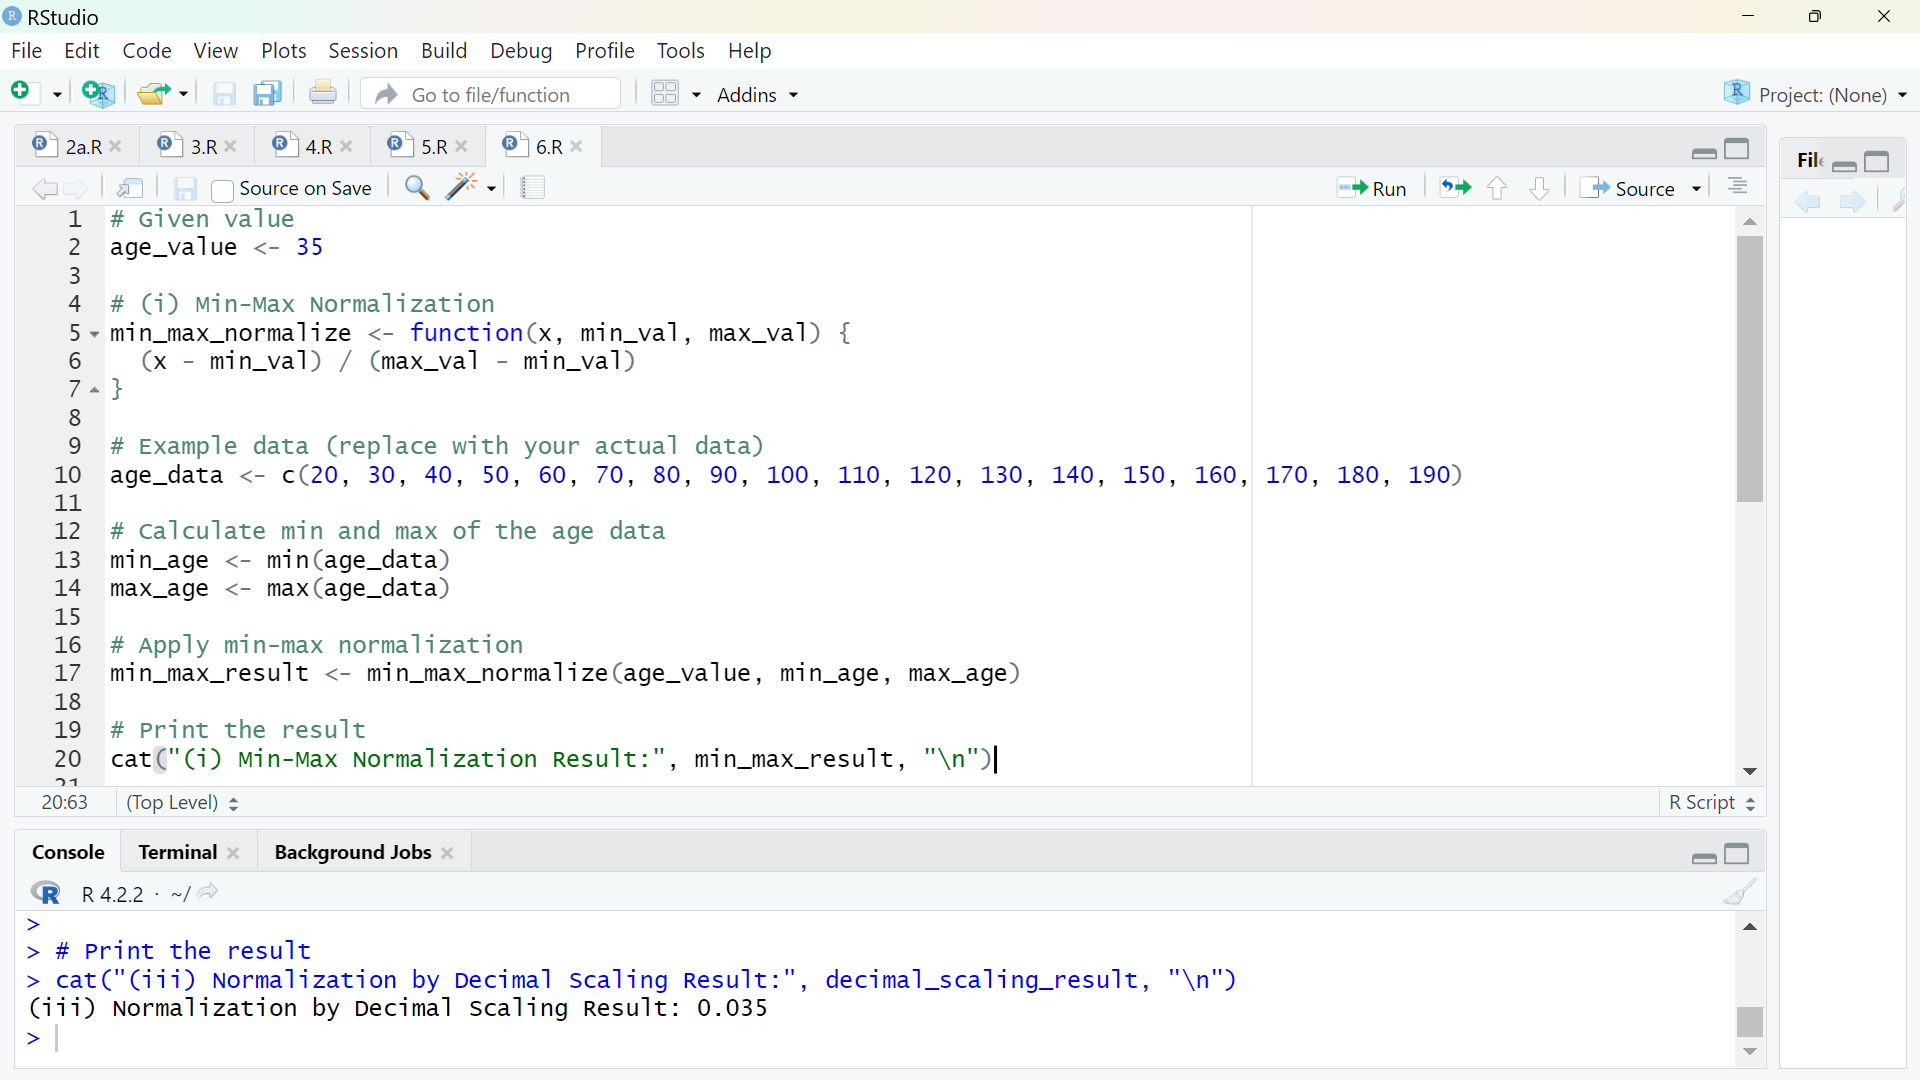 RStudio
File Edit Code View Plots Session Build Debug Profile Tools Help
Go to file/function Addins Project: (None)
2a.R 3.R 4.R 5.R 6.R
Source on Save Run Source
1 # Given value
2 age_value <- 35
3
4 # (i) Min-Max Normalization
5 min_max_normalize <- function(x, min_val, max_val) {
6   (x - min_val) / (max_val - min_val)
7 }
8
9 # Example data (replace with your actual data)
10 age_data <- c(20, 30, 40, 50, 60, 70, 80, 90, 100, 110, 120, 130, 140, 150, 160, 170, 180, 190)
11
12 # Calculate min and max of the age data
13 min_age <- min(age_data)
14 max_age <- max(age_data)
15
16 # Apply min-max normalization
17 min_max_result <- min_max_normalize(age_value, min_age, max_age)
18
19 # Print the result
20 cat("(i) Min-Max Normalization Result:", min_max_result, "\n")
20:63 (Top Level) R Script
Console Terminal Background Jobs
R 4.2.2 · ~/
>
> # Print the result
> cat("(iii) Normalization by Decimal Scaling Result:", decimal_scaling_result, "\n")
(iii) Normalization by Decimal Scaling Result: 0.035
>